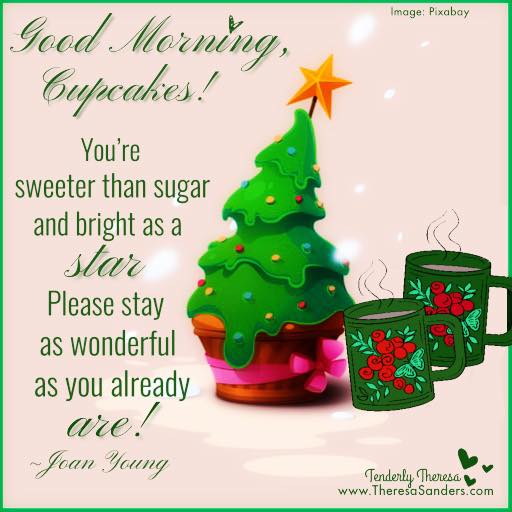 Image: Pixabay
Good Morning,
Cupcakes!
You're
sweeter than sugar
and bright as a
star
Please stay
as wonderful
as you already
are!
~Joan Young
Tenderly Theresa
www.TheresaSanders.com